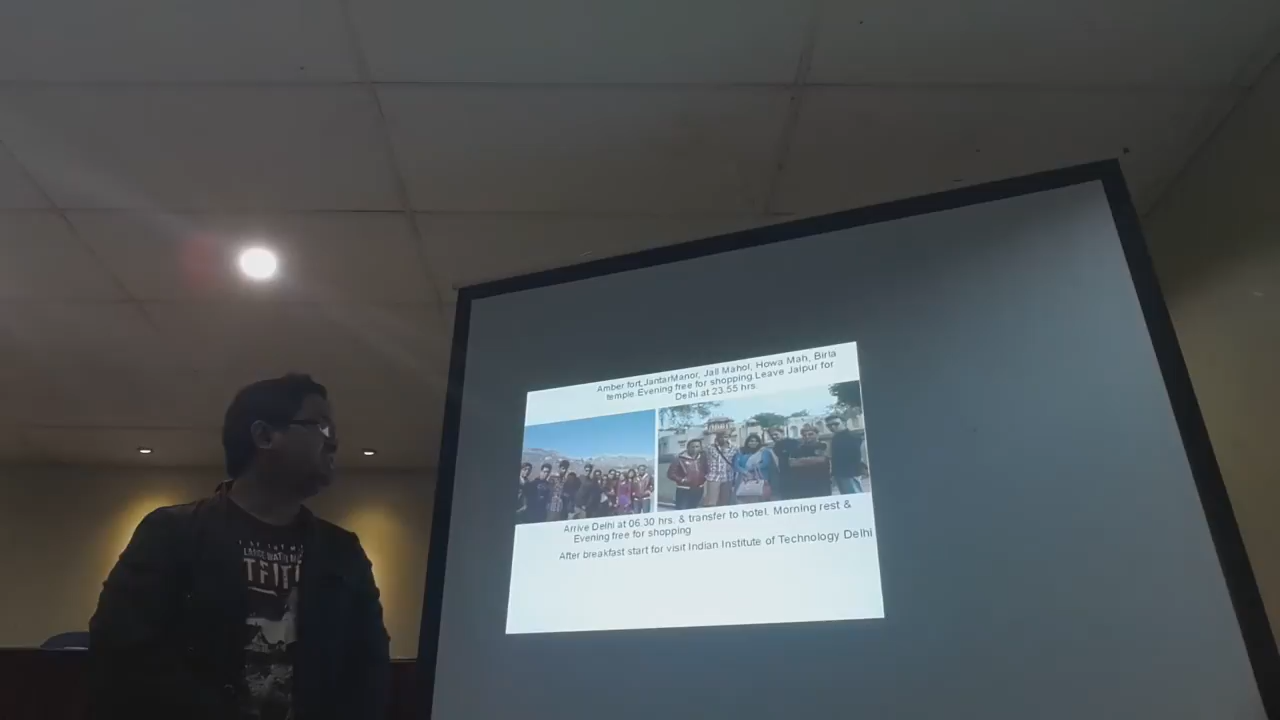 Amber fort,JantarManor, Jall Mahol, Howa Mah, Birla
temple.Evening free for shopping.Leave Jaipur for
Delhi at 23.55 hrs.
Arrive Delhi at 06.30 hrs. & transfer to hotel. Morning rest &
Evening free for shopping
After breakfast start for visit Indian Institute of Technology Delhi